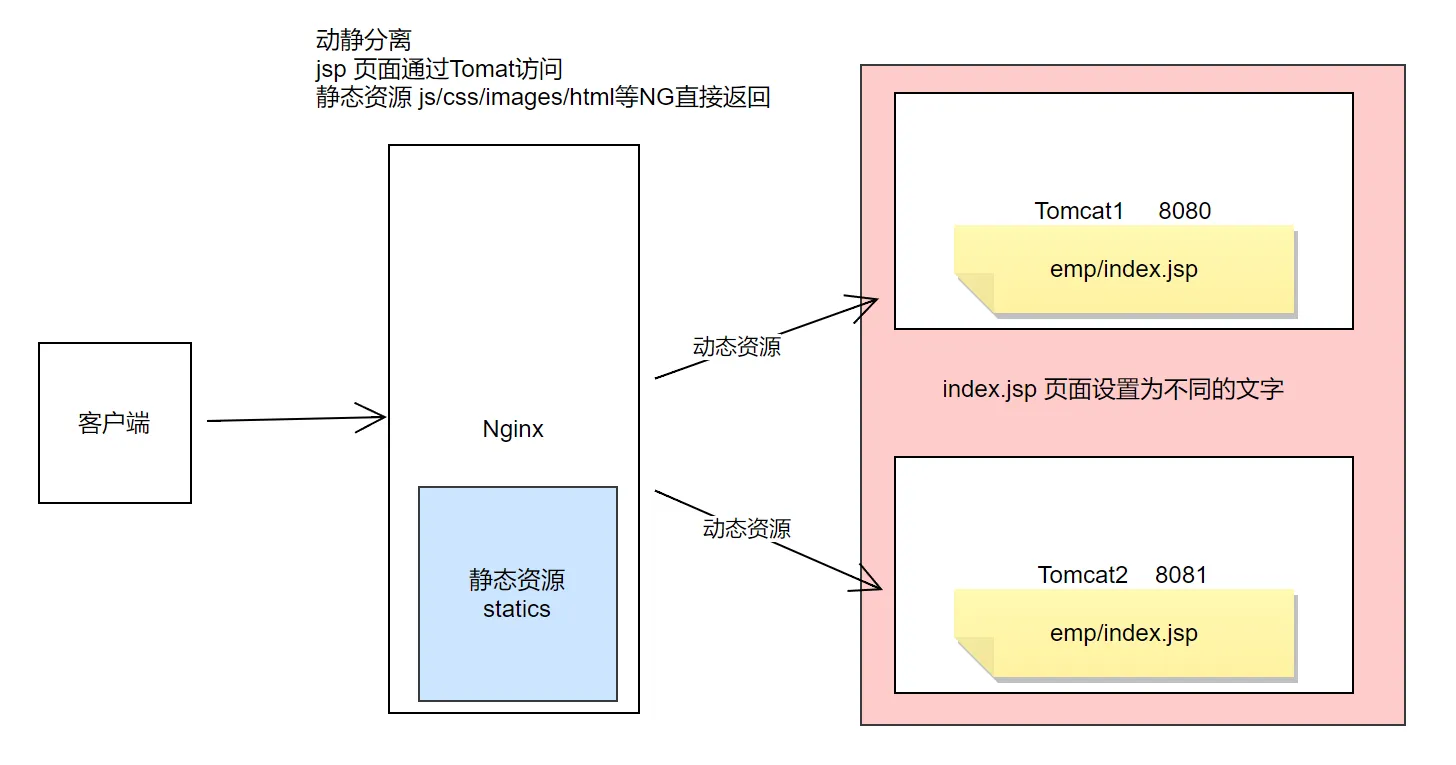 动静分离
jsp 页面通过Tomat访问
静态资源 js/css/images/html等NG直接返回
客户端
Nginx
静态资源
statics
动态资源
动态资源
Tomcat1 8080
emp/index.jsp
index.jsp 页面设置为不同的文字
Tomcat2 8081
emp/index.jsp